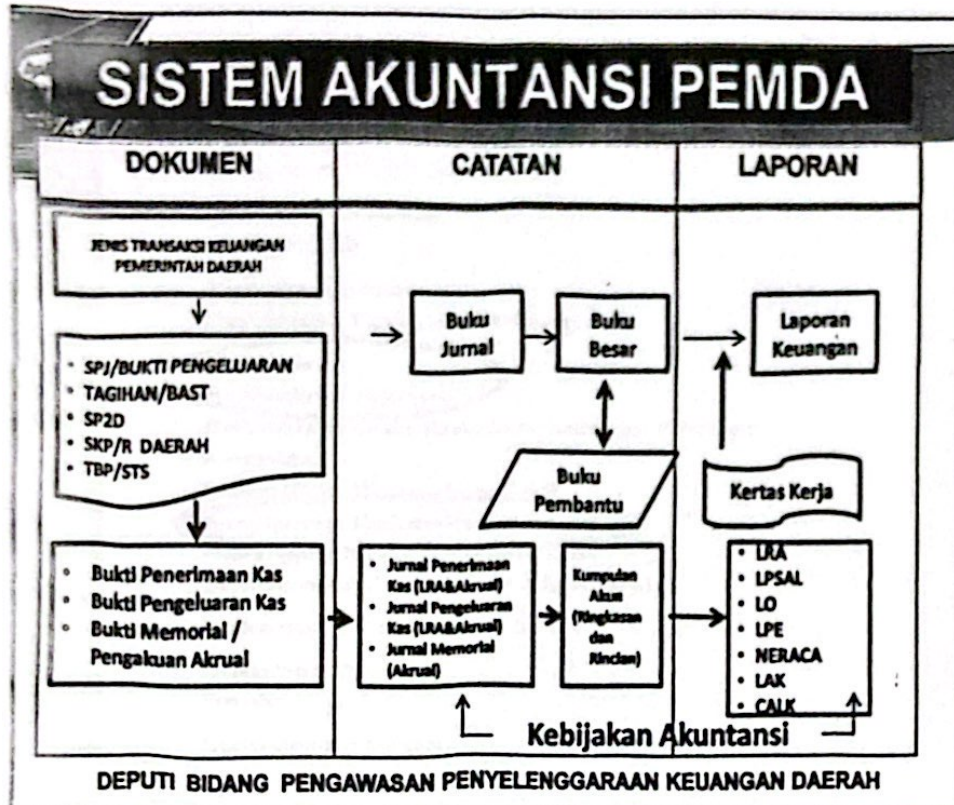 SISTEM AKUNTANSI PEMDA
DOKUMEN
CATATAN
LAPORAN
JENIS TRANSAKSI KEUANGAN
PEMERINTAH DAERAH
• SPJ/BUKTI PENGELUARAN
• TAGIHAN/BAST
• SP2D
• SKP/R DAERAH
• TBP/STS
Buku
Jurnal
Buku
Besar
Laporan
Keuangan
Buku
Pembantu
Kertas Kerja
• Bukti Penerimaan Kas
• Bukti Pengeluaran Kas
• Bukti Memorial /
Pengakuan Akrual
• Jurnal Penerimaan
Kas (LRA&Akrual)
• Jurnal Pengeluaran
Kas (LRA&Akrual)
• Jurnal Memorial
(Akrual)
Kumpulan
Akun
(Ringkasan
dan
Rincian)
• LRA
• LPSAL
• LO
• LPE
• NERACA
• LAK
• CALK
Kebijakan Akuntansi
DEPUTI BIDANG PENGAWASAN PENYELENGGARAAN KEUANGAN DAERAH